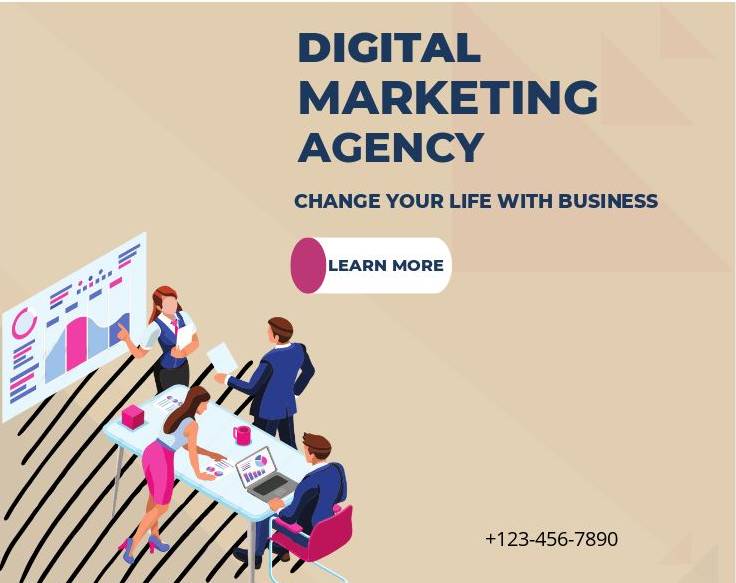 DIGITAL
MARKETING
AGENCY
CHANGE YOUR LIFE WITH BUSINESS
LEARN MORE
+123-456-7890